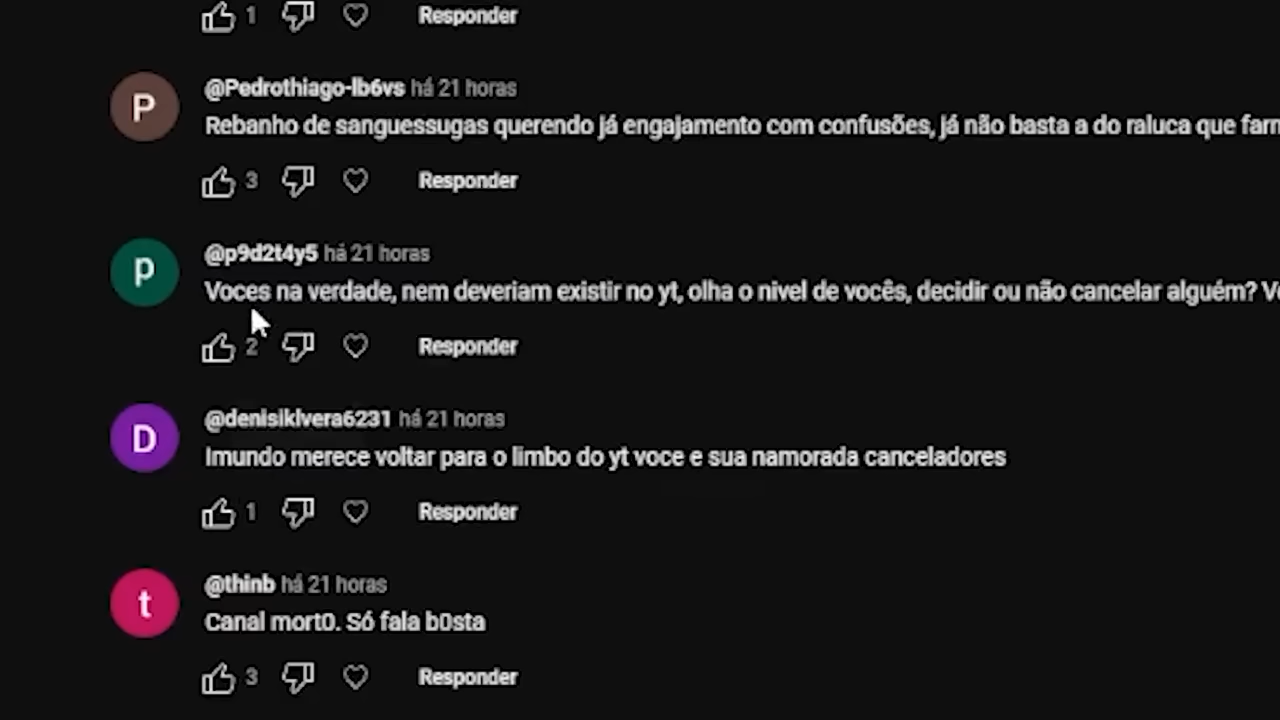 1 Responder
@Pedrothiago-lb6vs há 21 horas
Rebanho de sanguessugas querendo já engajamento com confusões, já não basta a do raluca que farm
3 Responder
@p9d2t4y5 há 21 horas
Voces na verdade, nem deveriam existir no yt, olha o nivel de vocês, decidir ou não cancelar alguém? Vo
2 Responder
@denisiklvera6231 há 21 horas
Imundo merece voltar para o limbo do yt voce e sua namorada canceladores
1 Responder
@thinb há 21 horas
Canal mort0. Só fala b0sta
3 Responder
P
p
D
t